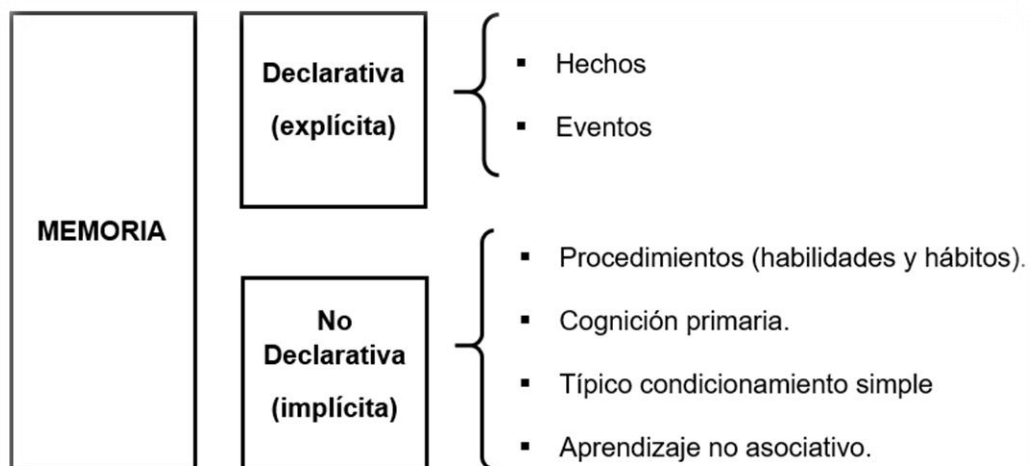 MEMORIA
Declarativa
(explícita)
▪ Hechos
▪ Eventos
No
Declarativa
(implícita)
▪ Procedimientos (habilidades y hábitos).
▪ Cognición primaria.
▪ Típico condicionamiento simple
▪ Aprendizaje no asociativo.